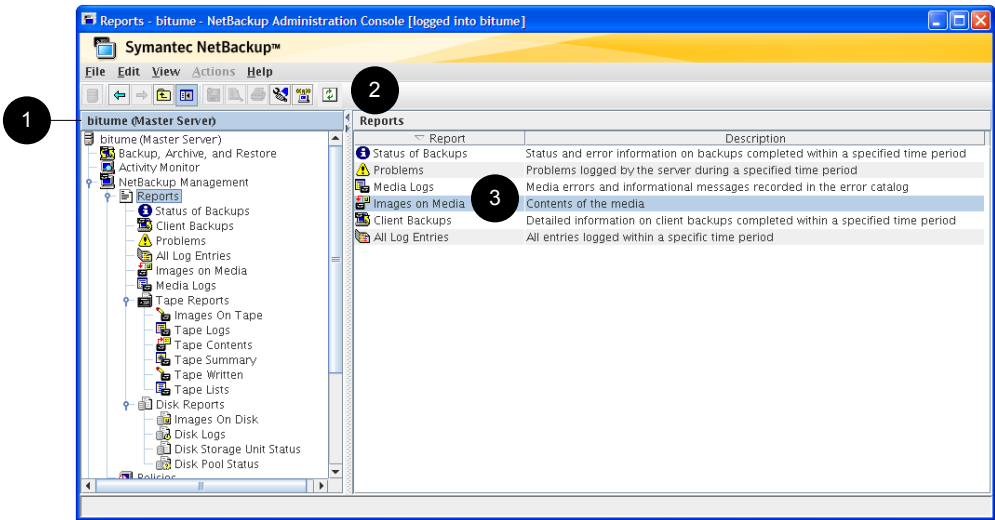 Reports - bitume - NetBackup Administration Console [logged into bitume]
Symantec NetBackup™
File Edit View Actions Help
1
2
bitume (Master Server)
bitume (Master Server)
Backup, Archive, and Restore
Activity Monitor
NetBackup Management
Reports
Status of Backups
Client Backups
Problems
All Log Entries
Images on Media
Media Logs
Tape Reports
Images On Tape
Tape Logs
Tape Contents
Tape Summary
Tape Written
Tape Lists
Disk Reports
Images On Disk
Disk Logs
Disk Storage Unit Status
Disk Pool Status
Policies
Reports
Report Description
Status of Backups Status and error information on backups completed within a specified time period
Problems Problems logged by the server during a specified time period
Media Logs Media errors and informational messages recorded in the error catalog
Images on Media 3 Contents of the media
Client Backups Detailed information on client backups completed within a specified time period
All Log Entries All entries logged within a specific time period